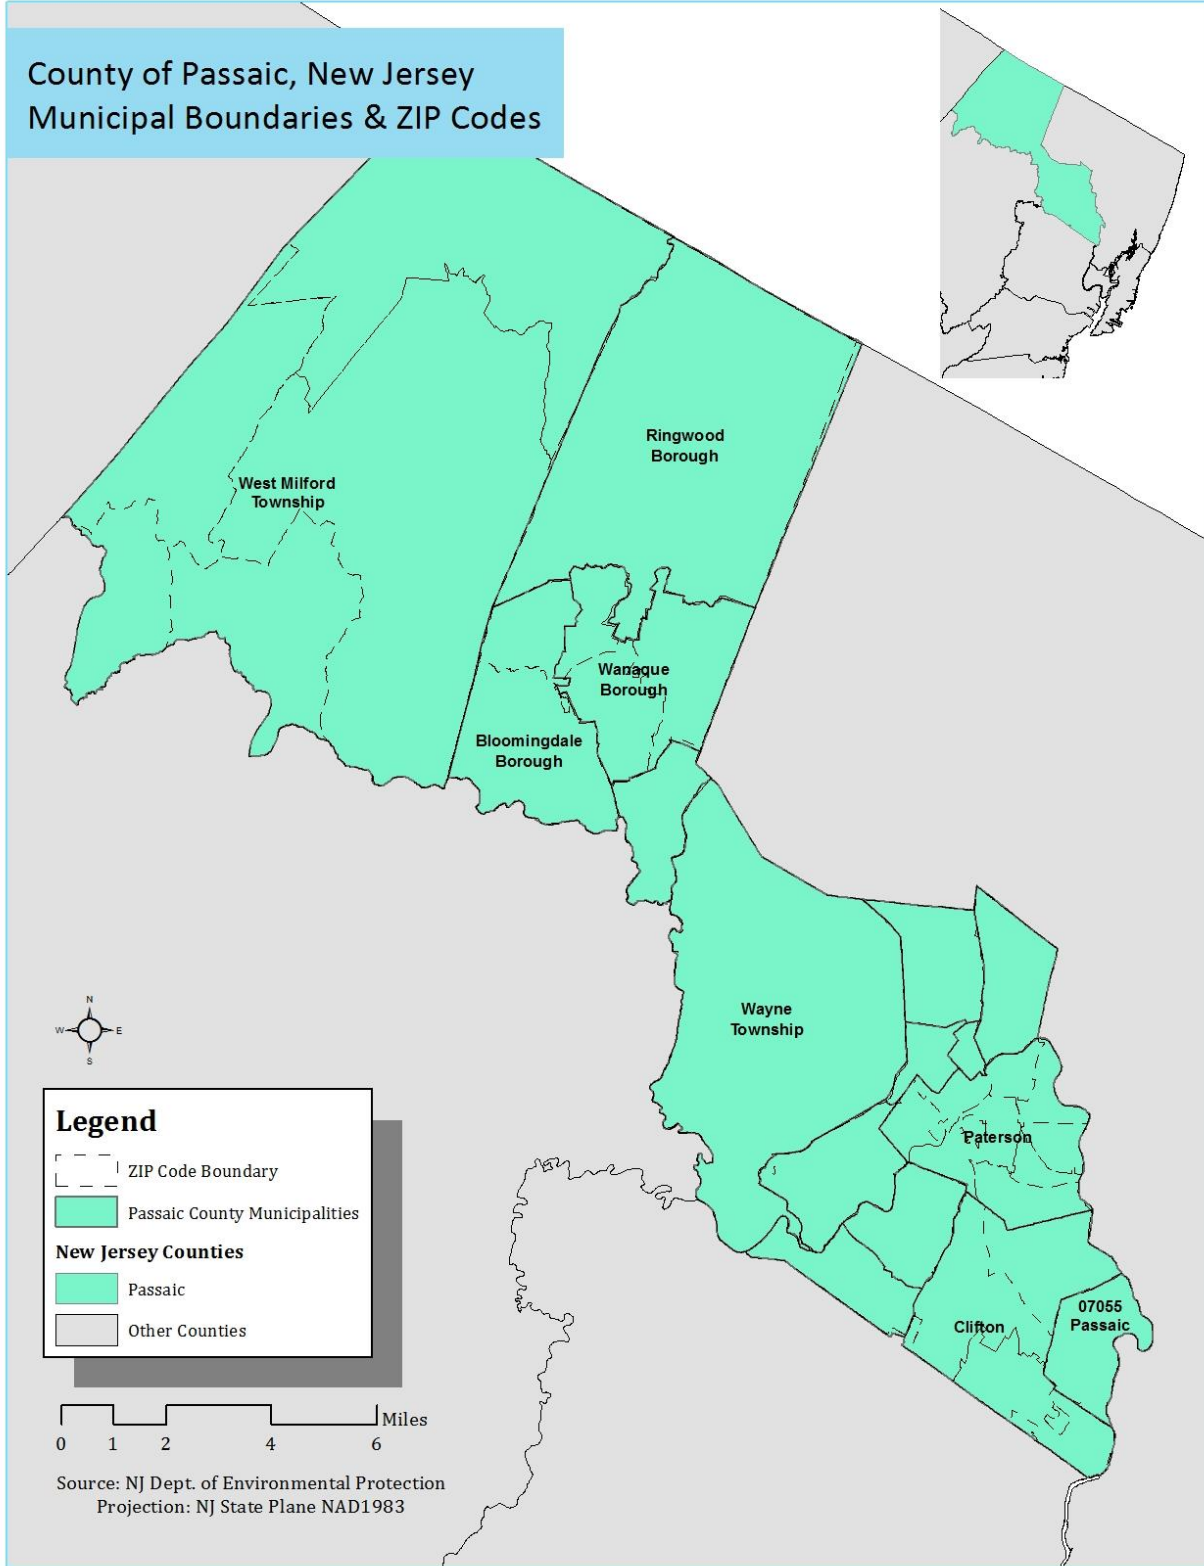 County of Passaic, New Jersey
Municipal Boundaries & ZIP Codes
Ringwood
Borough
West Milford
Township
Wanaque
Borough
Bloomingdale
Borough
Wayne
Township
Paterson
07055
Passaic
Clifton
N
W
E
S
Legend
ZIP Code Boundary
Passaic County Municipalities
New Jersey Counties
Passaic
Other Counties
Miles
0 1 2 4 6
Source: NJ Dept. of Environmental Protection
Projection: NJ State Plane NAD1983